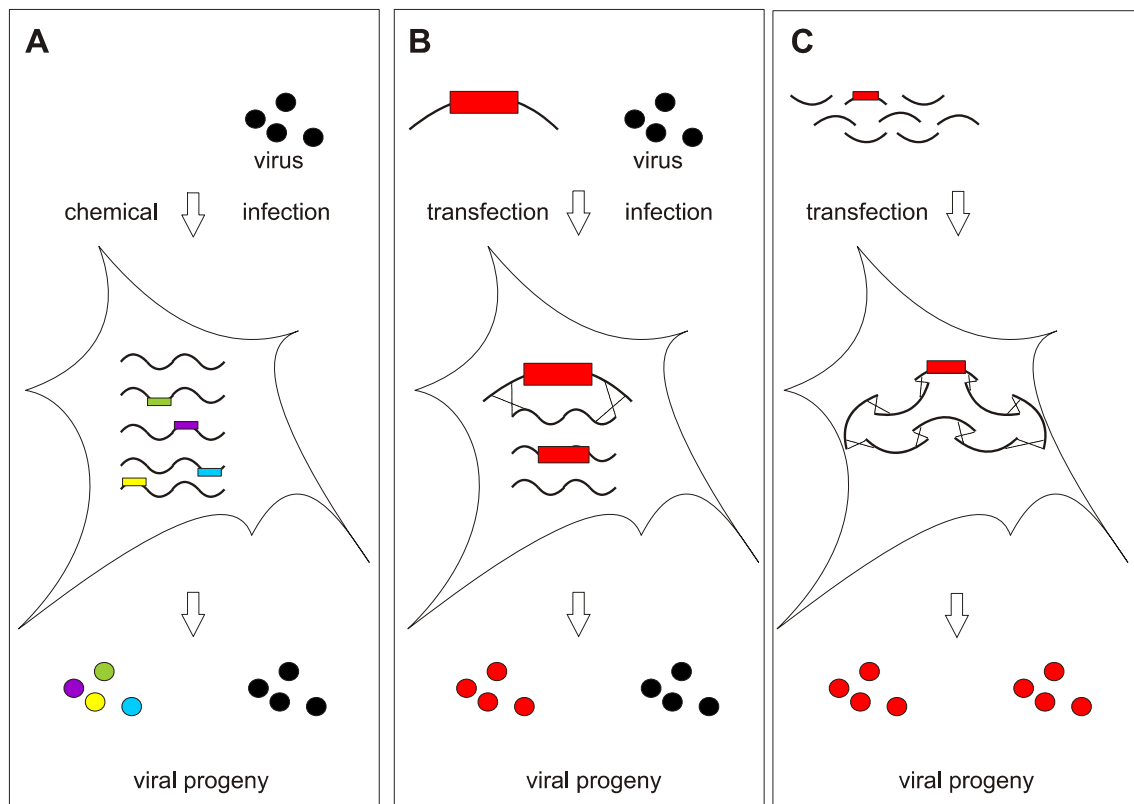 A
virus
chemical infection
viral progeny
B
virus
transfection infection
viral progeny
C
transfection
viral progeny